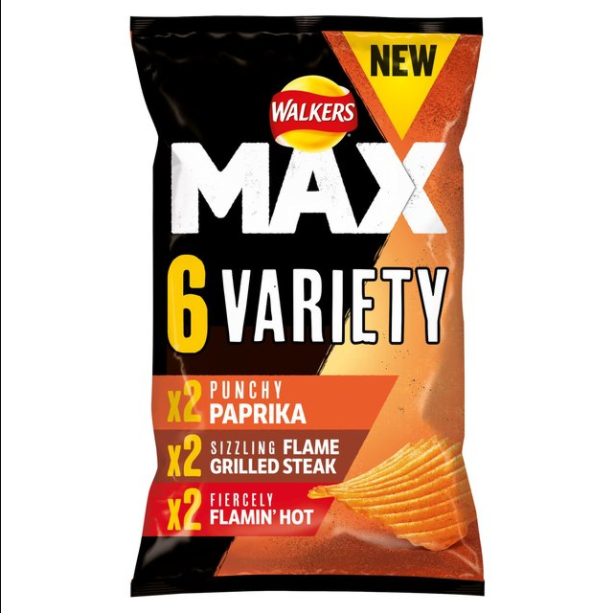 NEW
WALKERS
MAX
6 VARIETY
x2 PUNCHY
PAPRIKA
x2 SIZZLING FLAME
GRILLED STEAK
x2 FIERCELY
FLAMIN' HOT